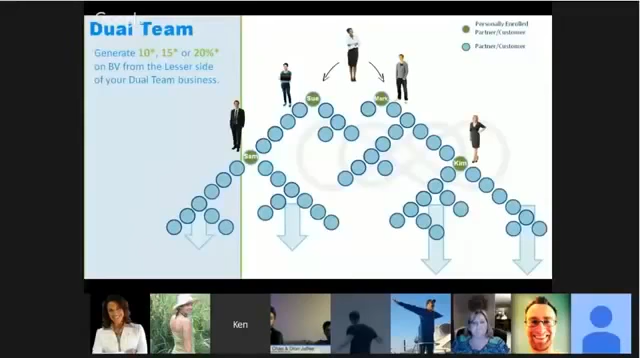 Dual Team
Generate 10*, 15* or 20%*
on BV from the Lesser side
of your Dual Team business.
Personally Enrolled
Partner/Customer
Partner/Customer
Sue
Mark
Sam
Kim
Ken